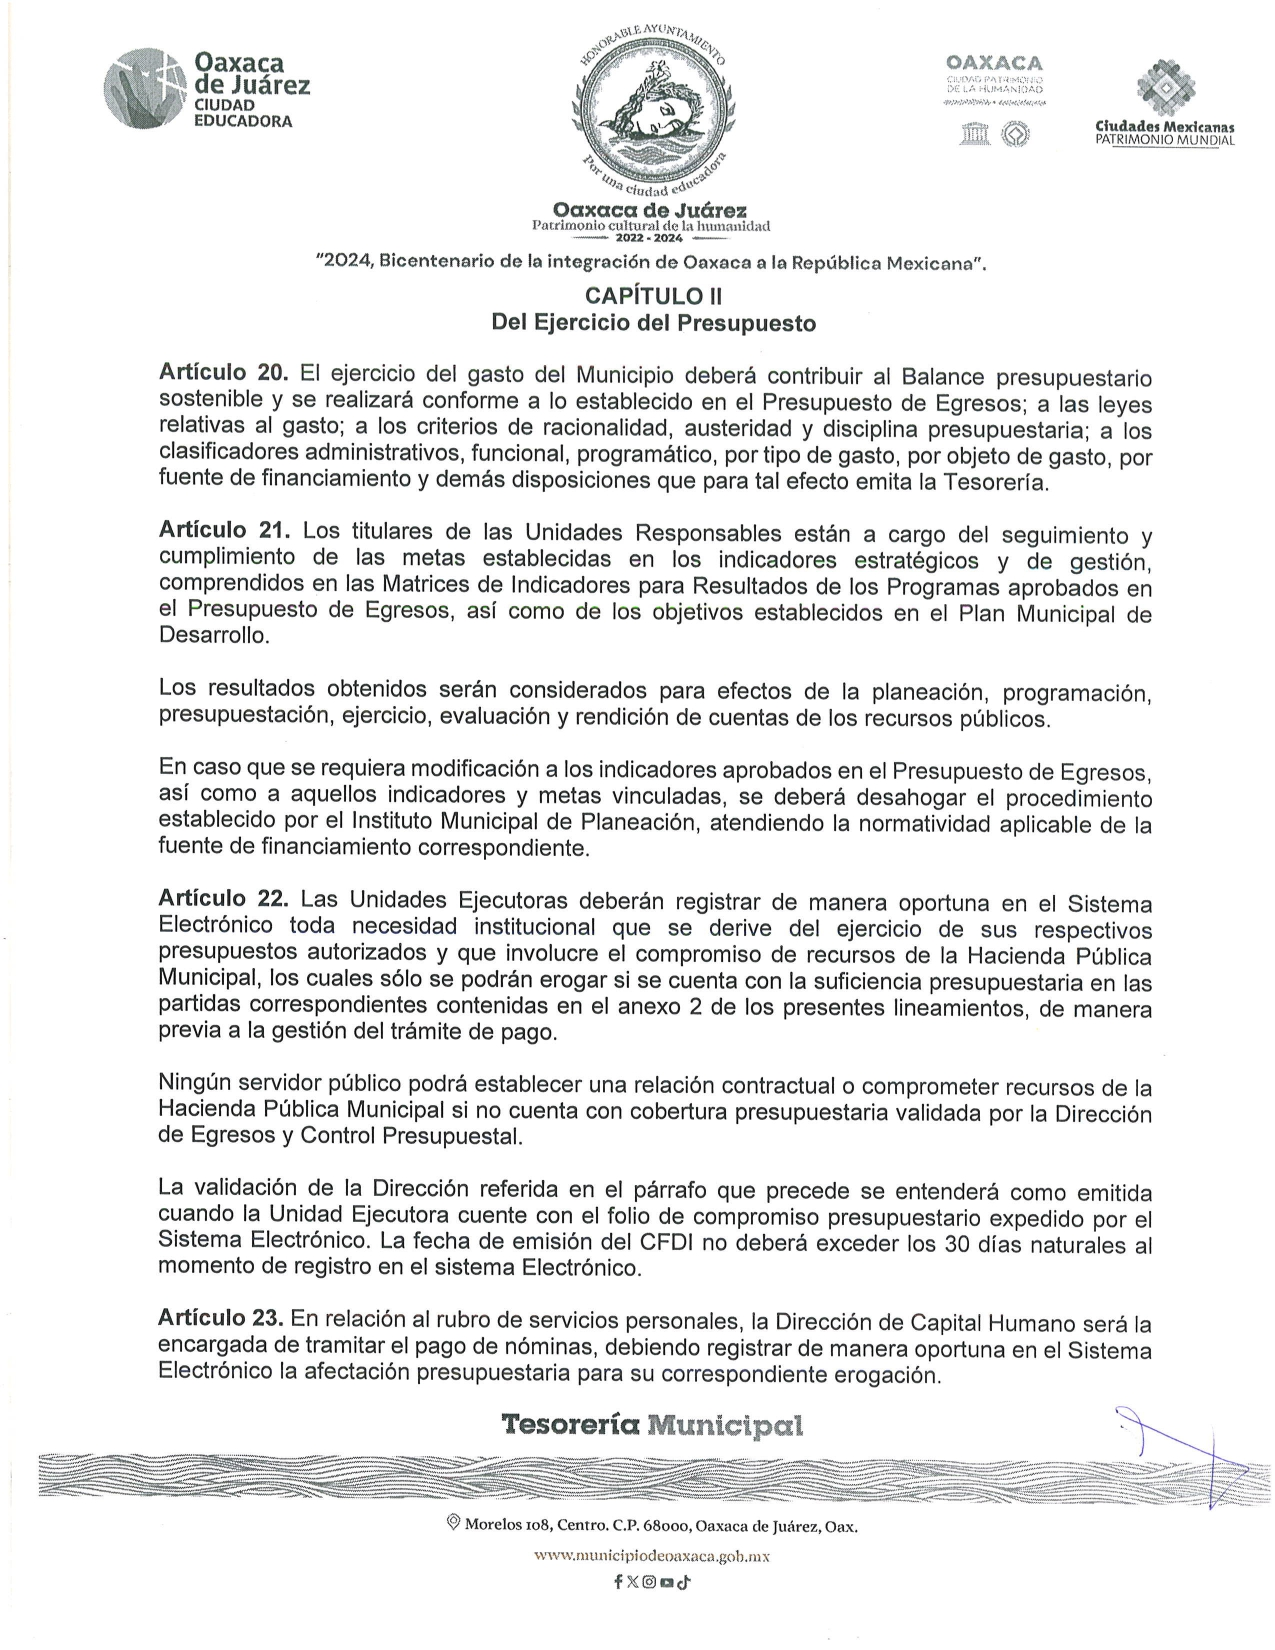 Oaxaca
de Juárez
CIUDAD
EDUCADORA
HONORABLE AYUNTAMIENTO
Por una ciudad educadora
Oaxaca de Juárez
Patrimonio cultural de la humanidad
2022 - 2024
OAXACA
CIUDAD PATRIMONIO
DE LA HUMANIDAD
Ciudades Mexicanas
PATRIMONIO MUNDIAL
"2024, Bicentenario de la integración de Oaxaca a la República Mexicana".
CAPÍTULO II
Del Ejercicio del Presupuesto
Artículo 20. El ejercicio del gasto del Municipio deberá contribuir al Balance presupuestario
sostenible y se realizará conforme a lo establecido en el Presupuesto de Egresos; a las leyes
relativas al gasto; a los criterios de racionalidad, austeridad y disciplina presupuestaria; a los
clasificadores administrativos, funcional, programático, por tipo de gasto, por objeto de gasto, por
fuente de financiamiento y demás disposiciones que para tal efecto emita la Tesorería.
Artículo 21. Los titulares de las Unidades Responsables están a cargo del seguimiento y
cumplimiento de las metas establecidas en los indicadores estratégicos y de gestión,
comprendidos en las Matrices de Indicadores para Resultados de los Programas aprobados en
el Presupuesto de Egresos, así como de los objetivos establecidos en el Plan Municipal de
Desarrollo.
Los resultados obtenidos serán considerados para efectos de la planeación, programación,
presupuestación, ejercicio, evaluación y rendición de cuentas de los recursos públicos.
En caso que se requiera modificación a los indicadores aprobados en el Presupuesto de Egresos,
así como a aquellos indicadores y metas vinculadas, se deberá desahogar el procedimiento
establecido por el Instituto Municipal de Planeación, atendiendo la normatividad aplicable de la
fuente de financiamiento correspondiente.
Artículo 22. Las Unidades Ejecutoras deberán registrar de manera oportuna en el Sistema
Electrónico toda necesidad institucional que se derive del ejercicio de sus respectivos
presupuestos autorizados y que involucre el compromiso de recursos de la Hacienda Pública
Municipal, los cuales sólo se podrán erogar si se cuenta con la suficiencia presupuestaria en las
partidas correspondientes contenidas en el anexo 2 de los presentes lineamientos, de manera
previa a la gestión del trámite de pago.
Ningún servidor público podrá establecer una relación contractual o comprometer recursos de la
Hacienda Pública Municipal si no cuenta con cobertura presupuestaria validada por la Dirección
de Egresos y Control Presupuestal.
La validación de la Dirección referida en el párrafo que precede se entenderá como emitida
cuando la Unidad Ejecutora cuente con el folio de compromiso presupuestario expedido por el
Sistema Electrónico. La fecha de emisión del CFDI no deberá exceder los 30 días naturales al
momento de registro en el sistema Electrónico.
Artículo 23. En relación al rubro de servicios personales, la Dirección de Capital Humano será la
encargada de tramitar el pago de nóminas, debiendo registrar de manera oportuna en el Sistema
Electrónico la afectación presupuestaria para su correspondiente erogación.
Tesorería Municipal
Morelos 108, Centro. C.P. 68000, Oaxaca de Juárez, Oax.
www.municipiodeoaxaca.gob.mx